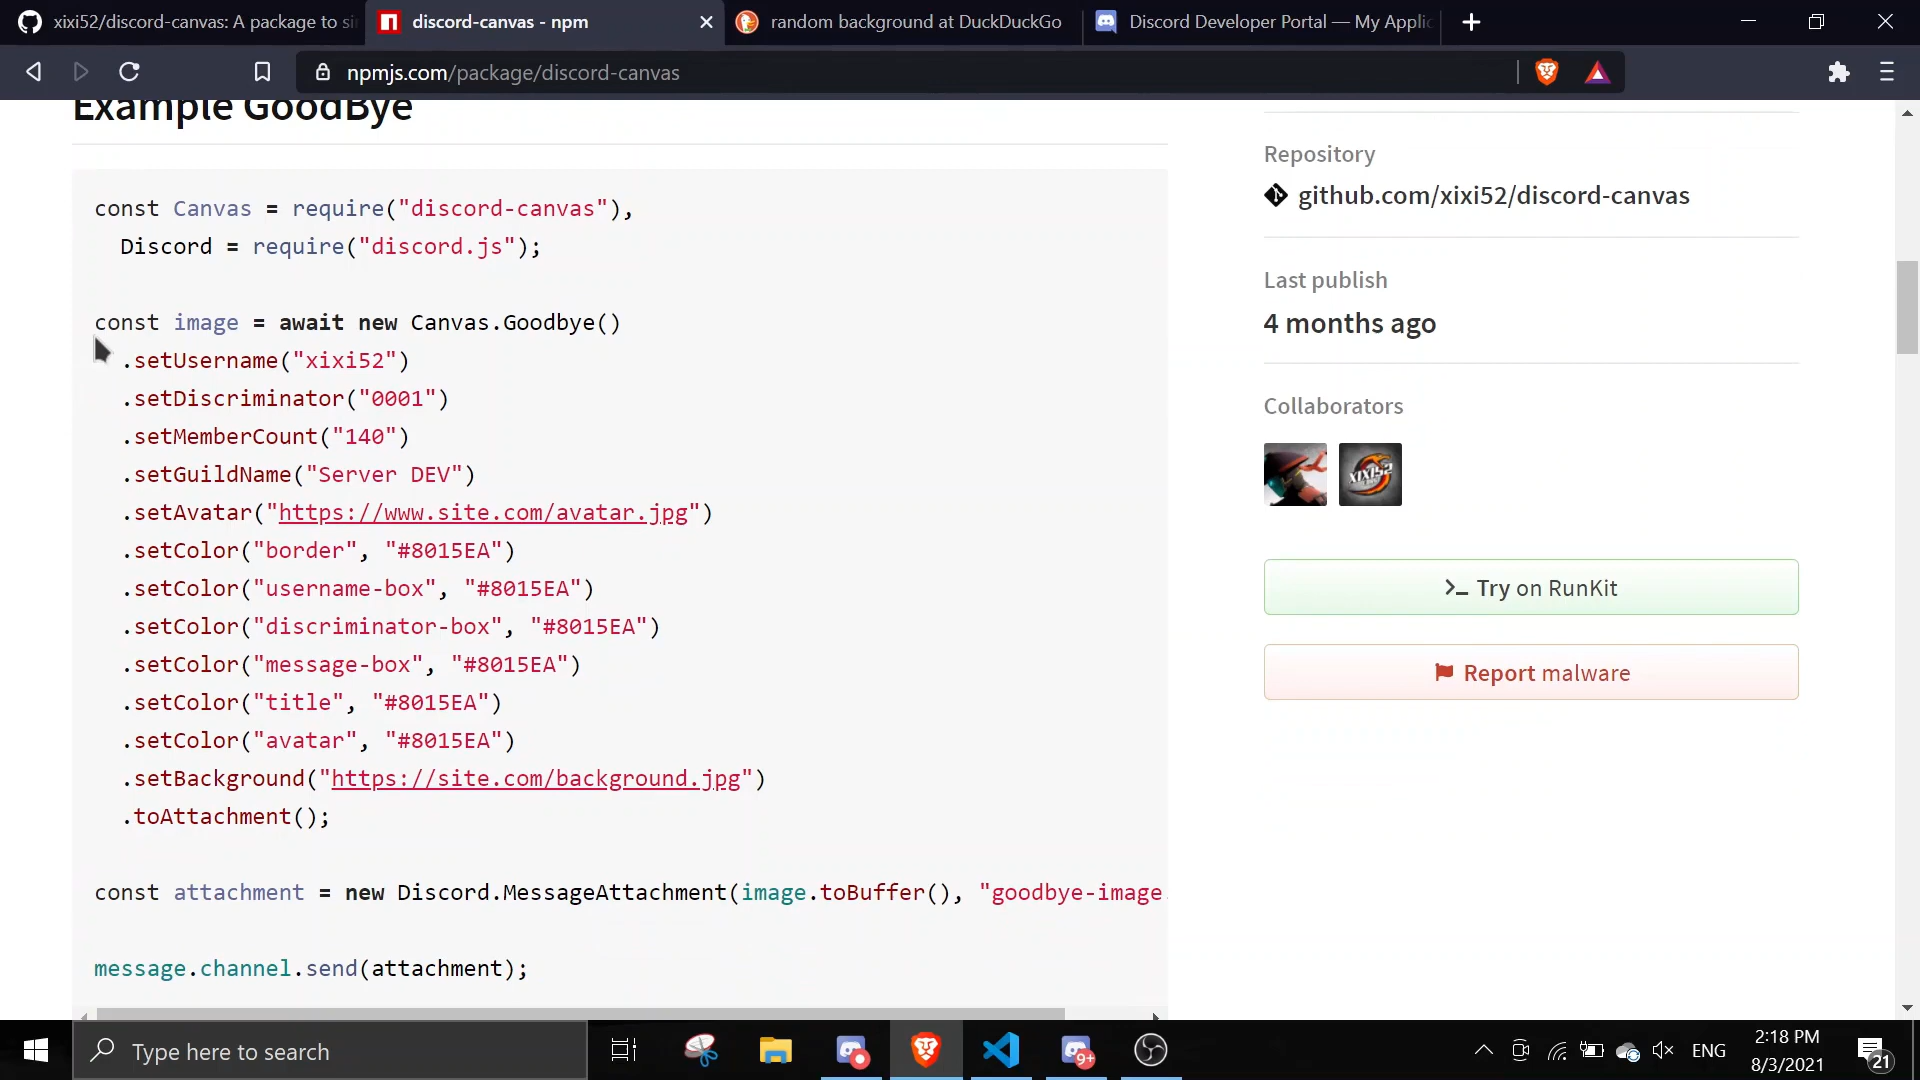 xixi52/discord-canvas: A package to si
discord-canvas - npm
random background at DuckDuckGo
Discord Developer Portal — My Applic
npmjs.com/package/discord-canvas
Example GoodBye
const Canvas = require("discord-canvas"),
Discord = require("discord.js");
const image = await new Canvas.Goodbye()
.setUsername("xixi52")
.setDiscriminator("0001")
.setMemberCount("140")
.setGuildName("Server DEV")
.setAvatar("https://www.site.com/avatar.jpg")
.setColor("border", "#8015EA")
.setColor("username-box", "#8015EA")
.setColor("discriminator-box", "#8015EA")
.setColor("message-box", "#8015EA")
.setColor("title", "#8015EA")
.setColor("avatar", "#8015EA")
.setBackground("https://site.com/background.jpg")
.toAttachment();
const attachment = new Discord.MessageAttachment(image.toBuffer(), "goodbye-image.
message.channel.send(attachment);
Repository
github.com/xixi52/discord-canvas
Last publish
4 months ago
Collaborators
XIXI52
Try on RunKit
Report malware
Type here to search
9+
ENG
2:18 PM
8/3/2021
21